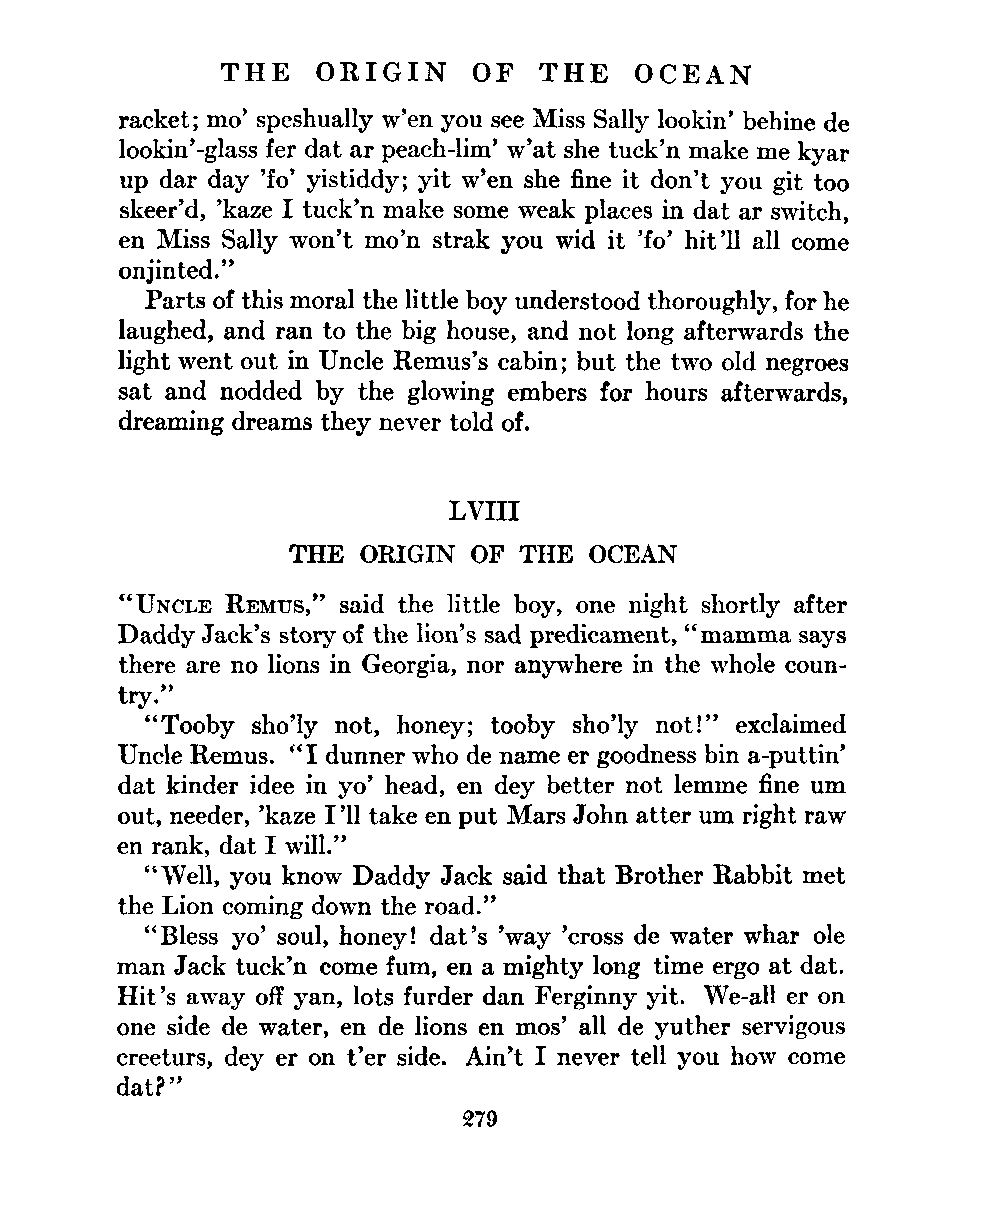 THE ORIGIN OF THE OCEAN
racket; mo' speshually w'en you see Miss Sally lookin' behine de
lookin'-glass fer dat ar peach-lim' w'at she tuck'n make me kyar
up dar day 'fo' yistiddy; yit w'en she fine it don't you git too
skeer'd, 'kaze I tuck'n make some weak places in dat ar switch,
en Miss Sally won't mo'n strak you wid it 'fo' hit'll all come
onjinted."
Parts of this moral the little boy understood thoroughly, for he
laughed, and ran to the big house, and not long afterwards the
light went out in Uncle Remus's cabin; but the two old negroes
sat and nodded by the glowing embers for hours afterwards,
dreaming dreams they never told of.
LVIII
THE ORIGIN OF THE OCEAN
"UNCLE REMUS," said the little boy, one night shortly after
Daddy Jack's story of the lion's sad predicament, "mamma says
there are no lions in Georgia, nor anywhere in the whole coun-
try."
"Tooby sho'ly not, honey; tooby sho'ly not!" exclaimed
Uncle Remus. "I dunner who de name er goodness bin a-puttin'
dat kinder idee in yo' head, en dey better not lemme fine um
out, needer, 'kaze I'll take en put Mars John atter um right raw
en rank, dat I will."
"Well, you know Daddy Jack said that Brother Rabbit met
the Lion coming down the road."
"Bless yo' soul, honey! dat's 'way 'cross de water whar ole
man Jack tuck'n come fum, en a mighty long time ergo at dat.
Hit's away off yan, lots furder dan Ferginny yit. We-all er on
one side de water, en de lions en mos' all de yuther servigous
creeturs, dey er on t'er side. Ain't I never tell you how come
dat?"
279